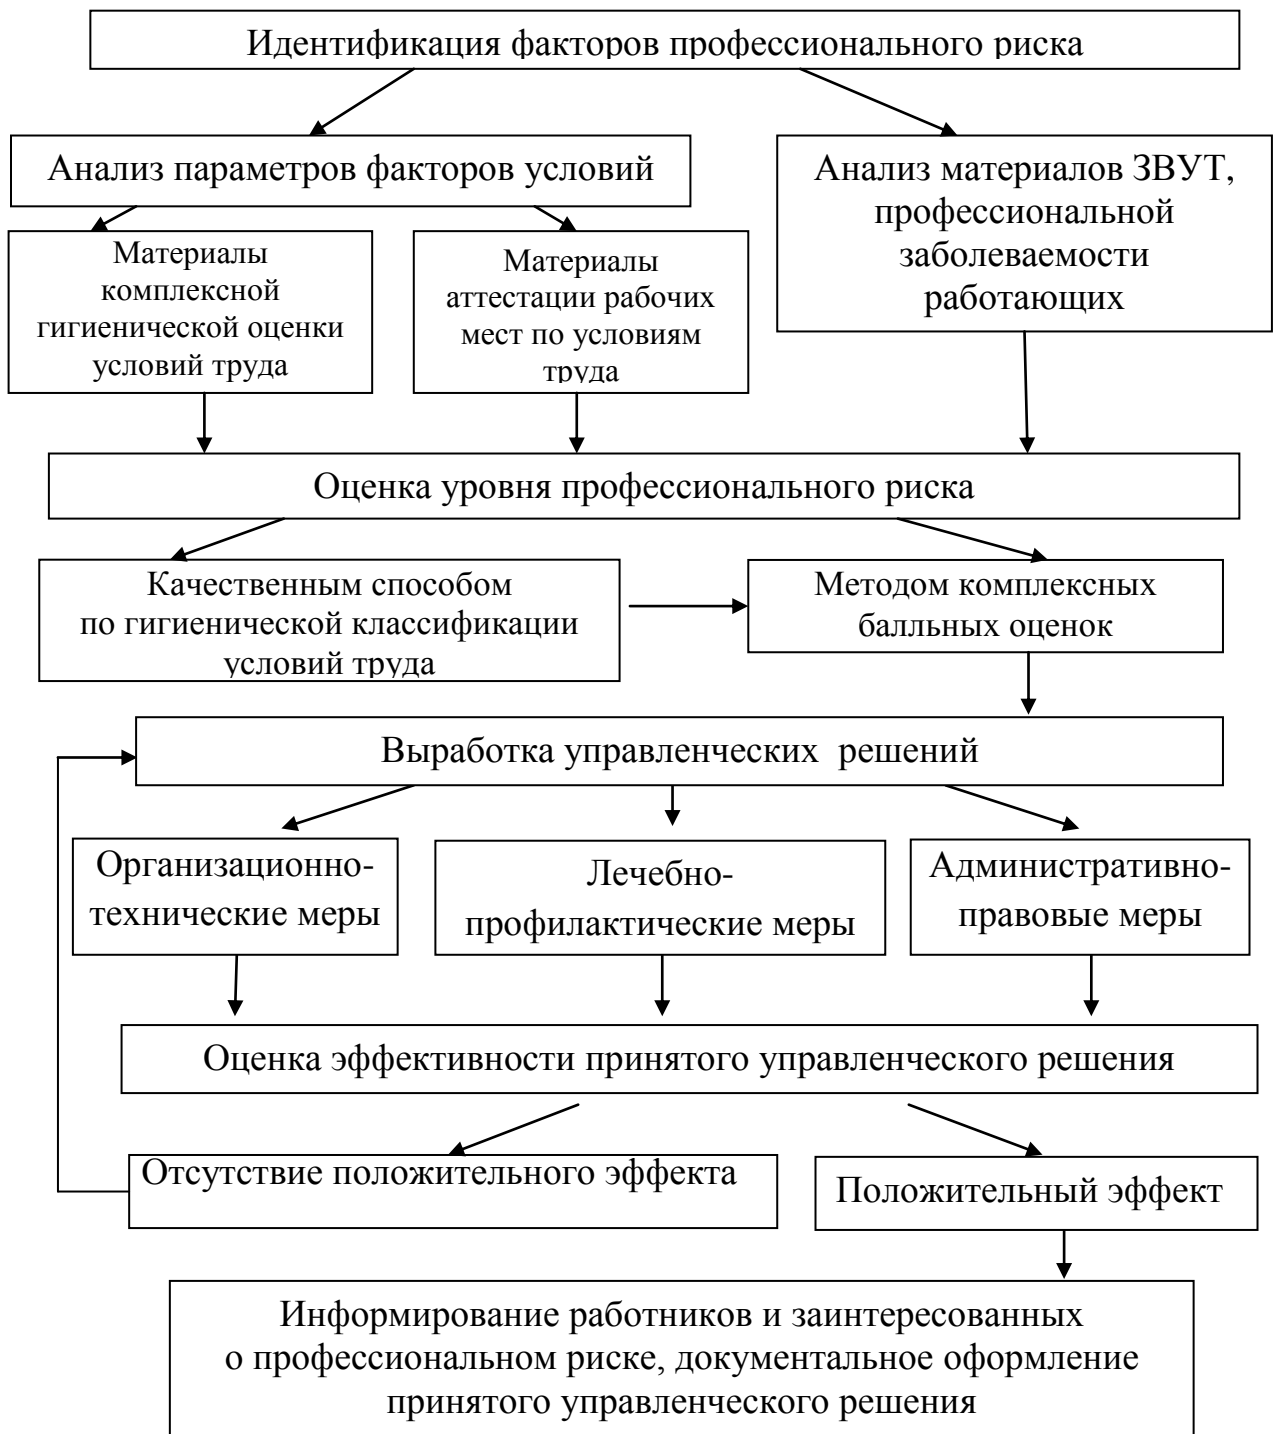 Идентификация факторов профессионального риска
Анализ параметров факторов условий
Анализ материалов ЗВУТ,
профессиональной
заболеваемости
работающих
Материалы
комплексной
гигиенической оценки
условий труда
Материалы
аттестации рабочих
мест по условиям
труда
Оценка уровня профессионального риска
Качественным способом
по гигиенической классификации
условий труда
Методом комплексных
балльных оценок
Выработка управленческих  решений
Организационно-
технические меры
Лечебно-
профилактические меры
Административно-
правовые меры
Оценка эффективности принятого управленческого решения
Отсутствие положительного эффекта
Положительный эффект
Информирование работников и заинтересованных
о профессиональном риске, документальное оформление
принятого управленческого решения